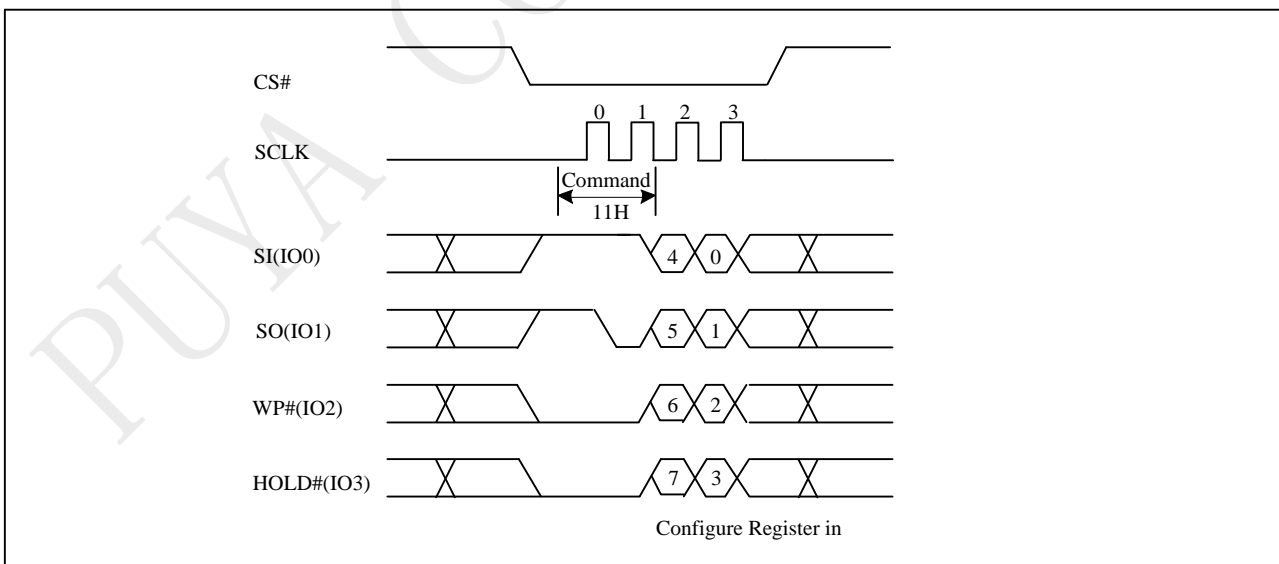 PUYA CO
CS#
0 1 2 3
SCLK
Command
11H
SI(IO0) 4 0
SO(IO1) 5 1
WP#(IO2) 6 2
HOLD#(IO3) 7 3
Configure Register in